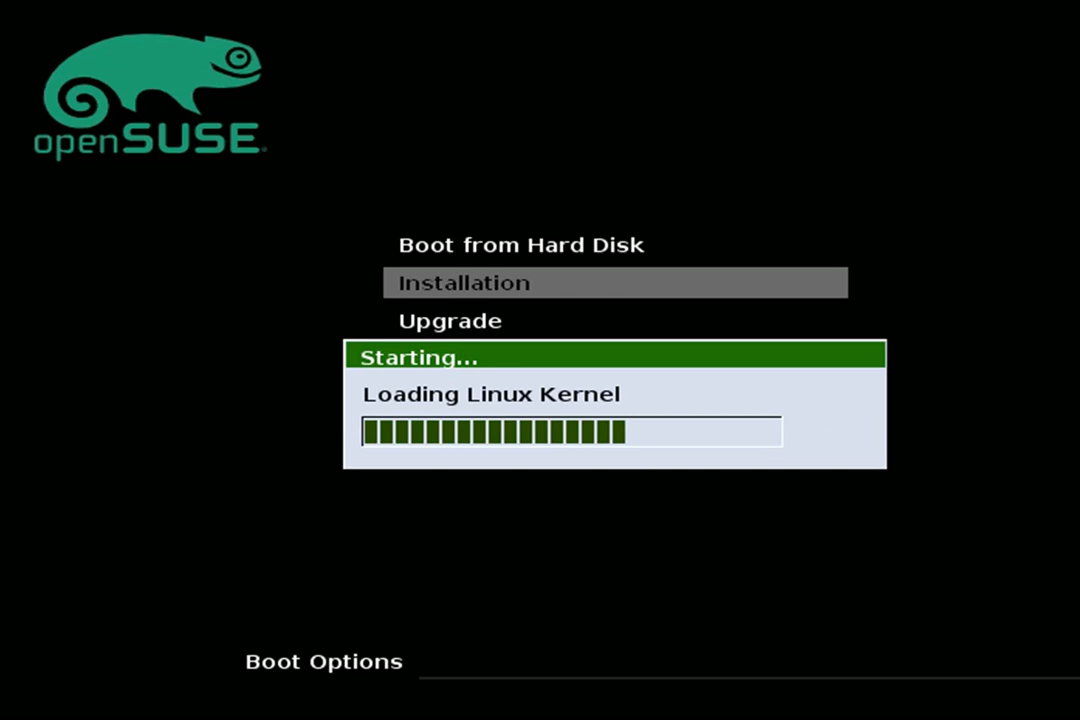 openSUSE
Boot from Hard Disk
Installation
Upgrade
Starting...
Loading Linux Kernel
Boot Options